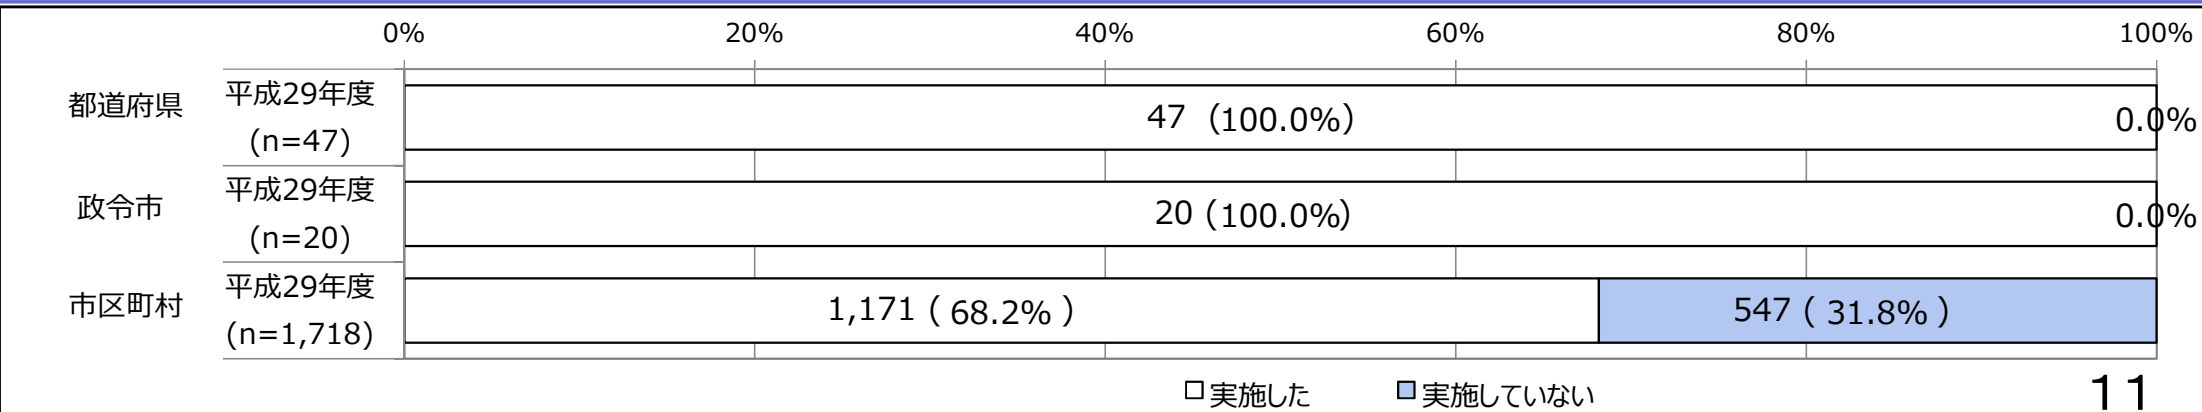 0% 20% 40% 60% 80% 100%
都道府県
平成29年度
(n=47)
47 (100.0%)
0.0%
政令市
平成29年度
(n=20)
20 (100.0%)
0.0%
市区町村
平成29年度
(n=1,718)
1,171 ( 68.2% )
547 ( 31.8% )
実施した 実施していない
11